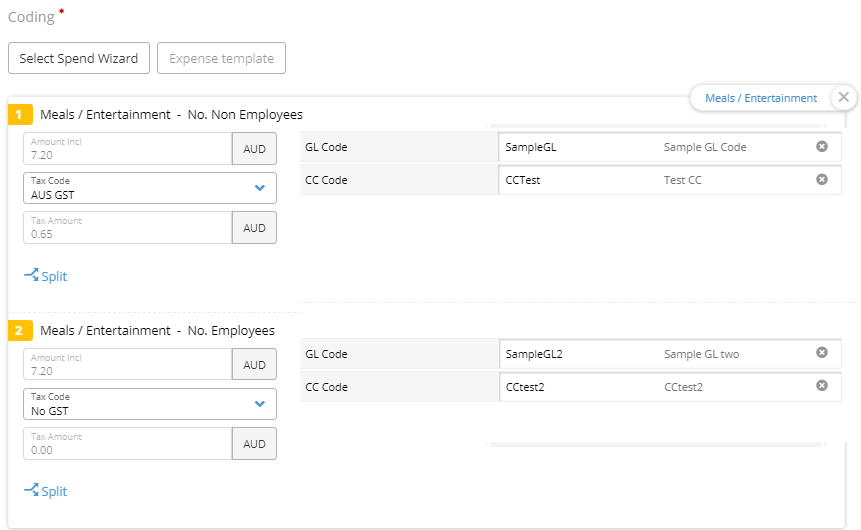 Coding *
Select Spend Wizard
Expense template
Meals / Entertainment
1 Meals / Entertainment - No. Non Employees
Amount Incl
7.20 AUD
GL Code SampleGL Sample GL Code
Tax Code
AUS GST
CC Code CCTest Test CC
Tax Amount
0.65 AUD
Split
2 Meals / Entertainment - No. Employees
Amount Incl
7.20 AUD
GL Code SampleGL2 Sample GL two
Tax Code
No GST
CC Code CCtest2 CCtest2
Tax Amount
0.00 AUD
Split